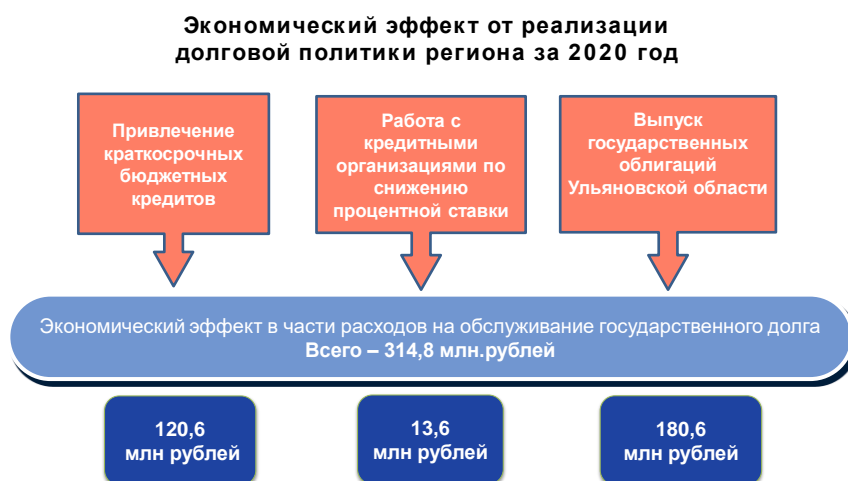 Экономический эффект от реализации
долговой политики региона за 2020 год
Привлечение
краткосрочных
бюджетных
кредитов
Работа с
кредитными
организациями по
снижению
процентной ставки
Выпуск
государственных
облигаций
Ульяновской области
Экономический эффект в части расходов на обслуживание государственного долга
Всего – 314,8 млн.рублей
120,6
млн рублей
13,6
млн рублей
180,6
млн рублей